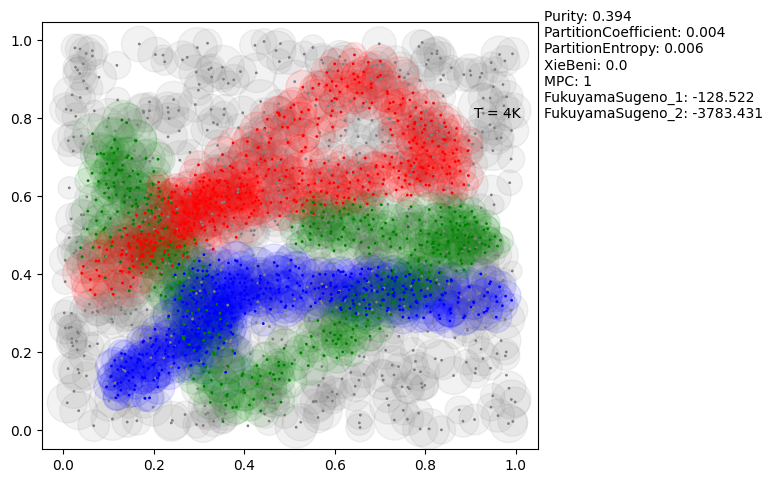 Purity: 0.394
PartitionCoefficient: 0.004
PartitionEntropy: 0.006
XieBeni: 0.0
MPC: 1
FukuyamaSugeno_1: -128.522
FukuyamaSugeno_2: -3783.431
T = 4K
1.0
0.8
0.6
0.4
0.2
0.0
0.0 0.2 0.4 0.6 0.8 1.0